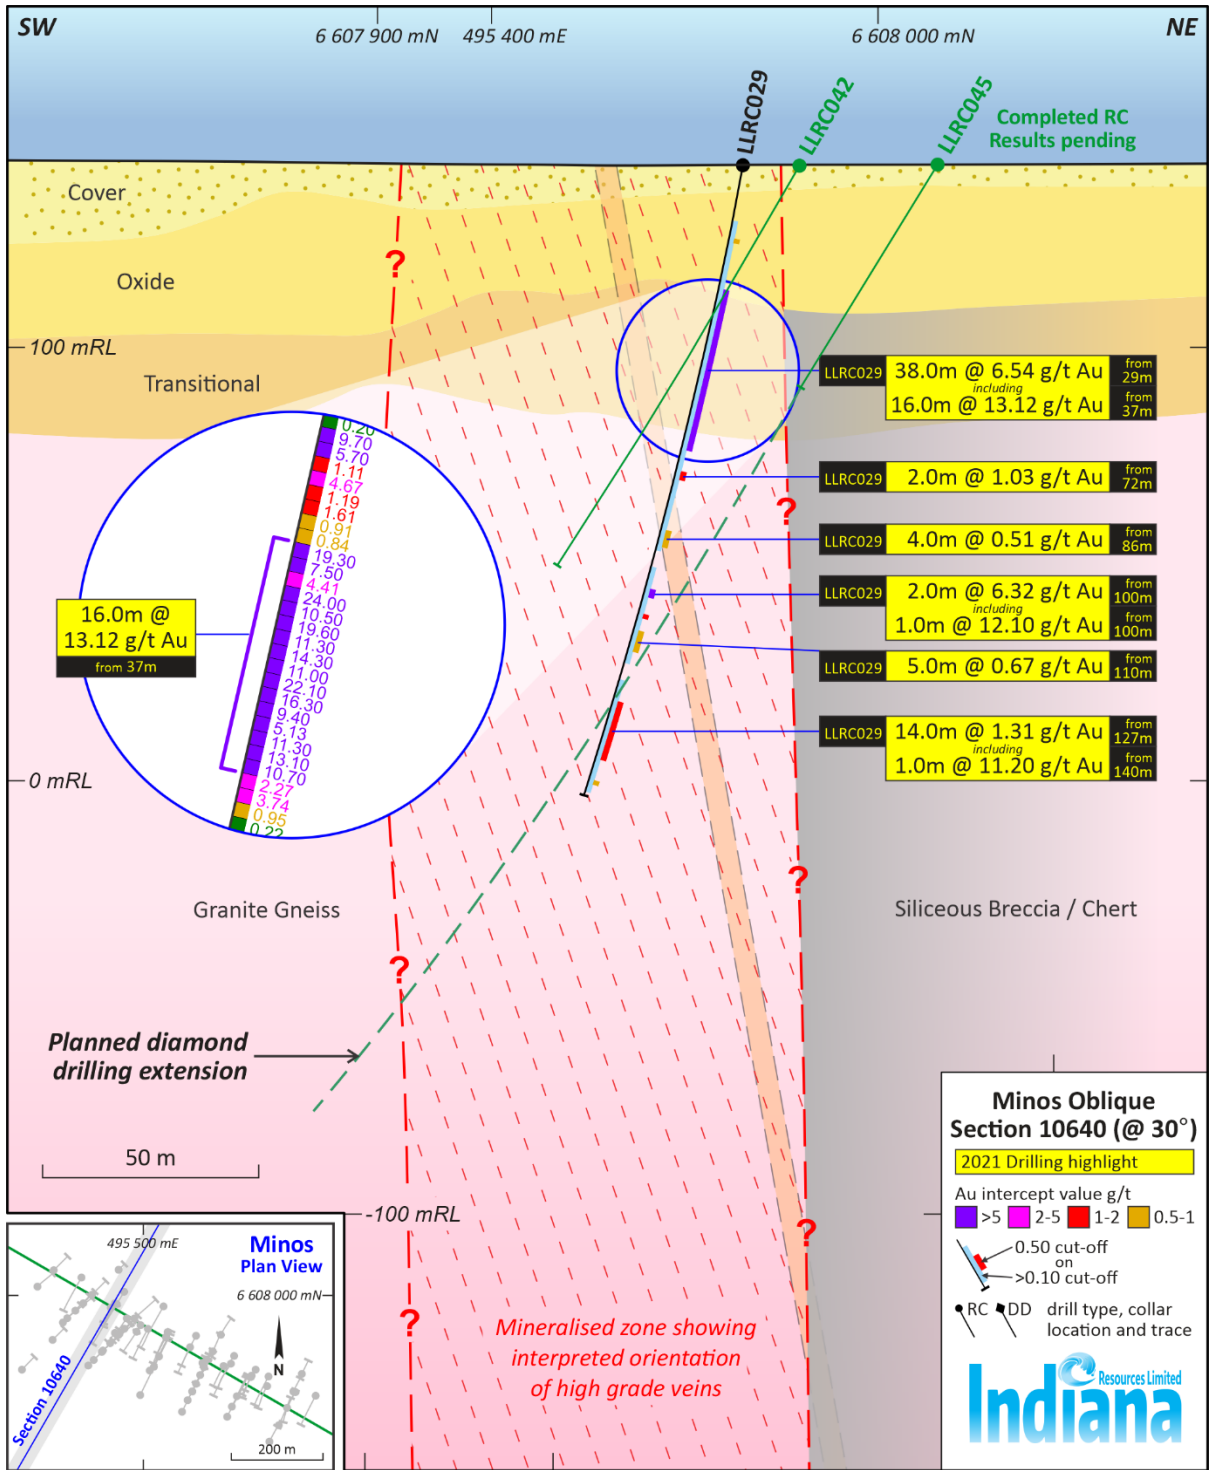 SW
NE
6 607 900 mN
495 400 mE
6 608 000 mN
LLRC029
LLRC042
LLRC045
Completed RC
Results pending
Cover
Oxide
100 mRL
Transitional
?
LLRC029
38.0m @ 6.54 g/t Au
from
29m
including
16.0m @ 13.12 g/t Au
from
37m
LLRC029
2.0m @ 1.03 g/t Au
from
72m
?
LLRC029
4.0m @ 0.51 g/t Au
from
86m
LLRC029
2.0m @ 6.32 g/t Au
from
100m
including
1.0m @ 12.10 g/t Au
from
100m
LLRC029
5.0m @ 0.67 g/t Au
from
110m
LLRC029
14.0m @ 1.31 g/t Au
from
127m
including
1.0m @ 11.20 g/t Au
from
140m
0.20
9.70
5.70
1.11
4.67
1.19
1.61
0.91
0.84
19.30
7.50
4.41
24.00
10.50
19.60
11.30
14.30
11.00
22.10
16.30
9.40
5.13
11.30
13.10
10.70
2.27
3.74
0.95
0.22
16.0m @
13.12 g/t Au
from 37m
0 mRL
?
Granite Gneiss
Siliceous Breccia / Chert
?
Planned diamond
drilling extension
50 m
-100 mRL
?
?
Mineralised zone showing
interpreted orientation
of high grade veins
495 500 mE
Minos
Plan View
6 608 000 mN
N
Section 10640
200 m
Minos Oblique
Section 10640 (@ 30°)
2021 Drilling highlight
Au intercept value g/t
>5
2-5
1-2
0.5-1
0.50 cut-off
on
>0.10 cut-off
RC
DD
drill type, collar
location and trace
Resources Limited
Indiana